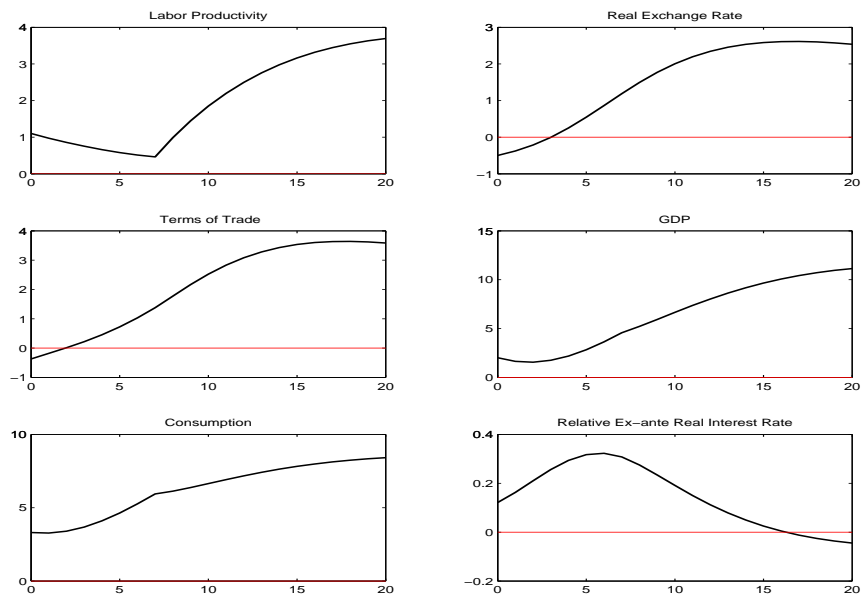 Labor Productivity
4
3
2
1
0
0 5 10 15 20
Real Exchange Rate
3
2
1
0
−1
0 5 10 15 20
Terms of Trade
4
3
2
1
0
−1
0 5 10 15 20
GDP
15
10
5
0
0 5 10 15 20
Consumption
10
5
0
0 5 10 15 20
Relative Ex−ante Real Interest Rate
0.4
0.2
0
−0.2
0 5 10 15 20